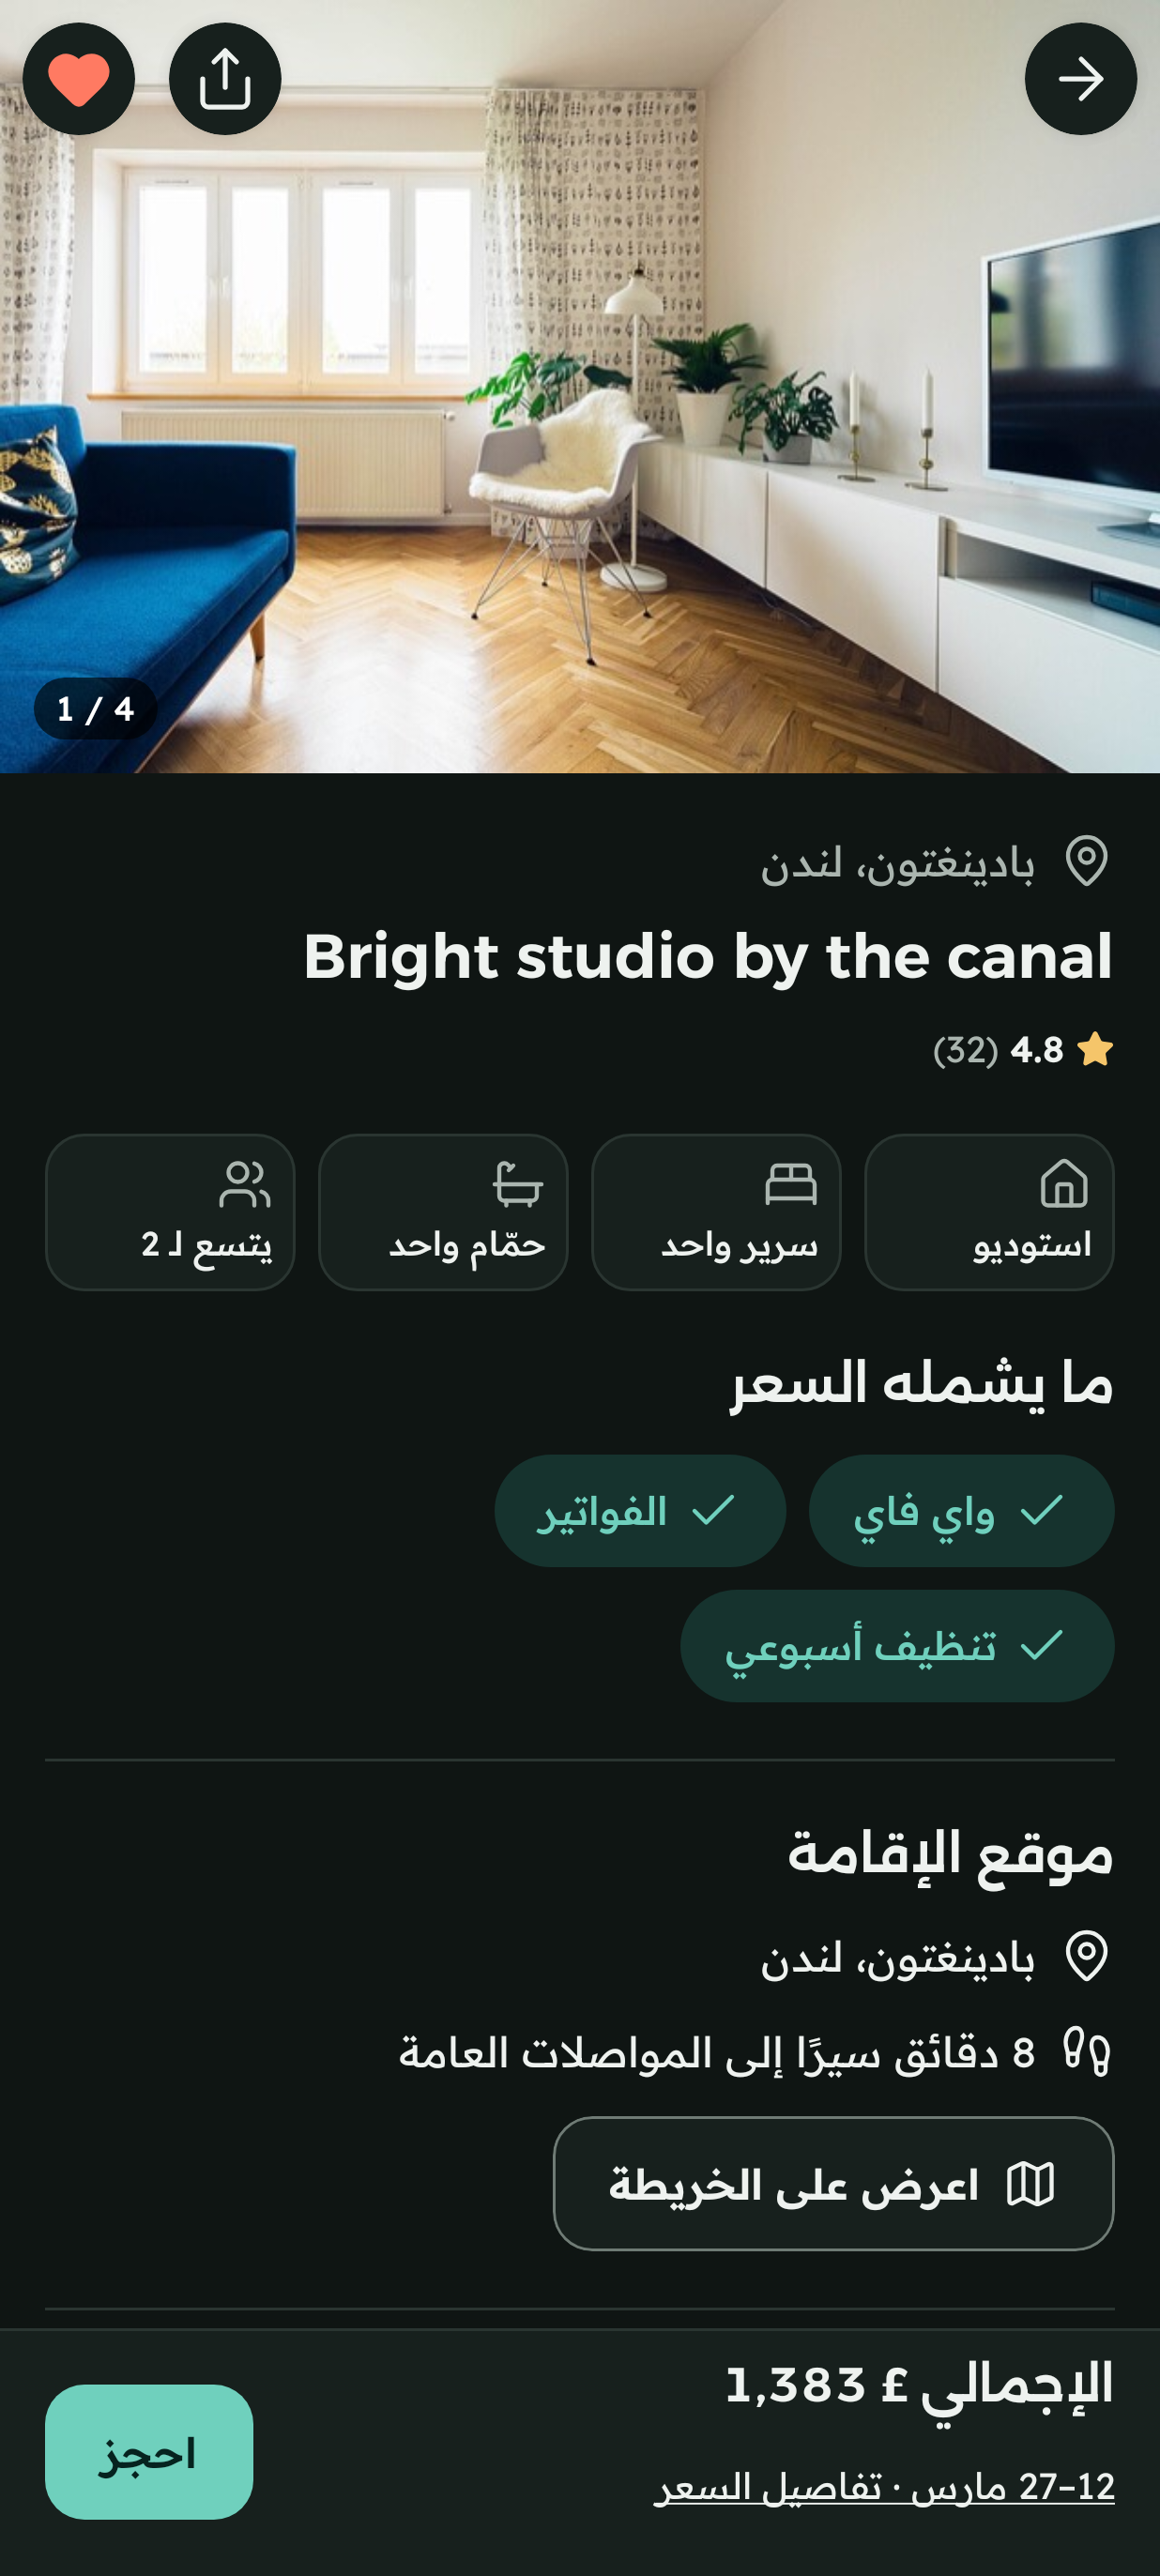 1 / 4
بادينغتون، لندن
Bright studio by the canal
4.8 (32)
استوديو
سرير واحد
حمّام واحد
يتسع لـ 2
ما يشمله السعر
واي فاي
الفواتير
تنظيف أسبوعي
موقع الإقامة
بادينغتون، لندن
8 دقائق سيرًا إلى المواصلات العامة
اعرض على الخريطة
الإجمالي £ 1,383
12–27 مارس · تفاصيل السعر
احجز